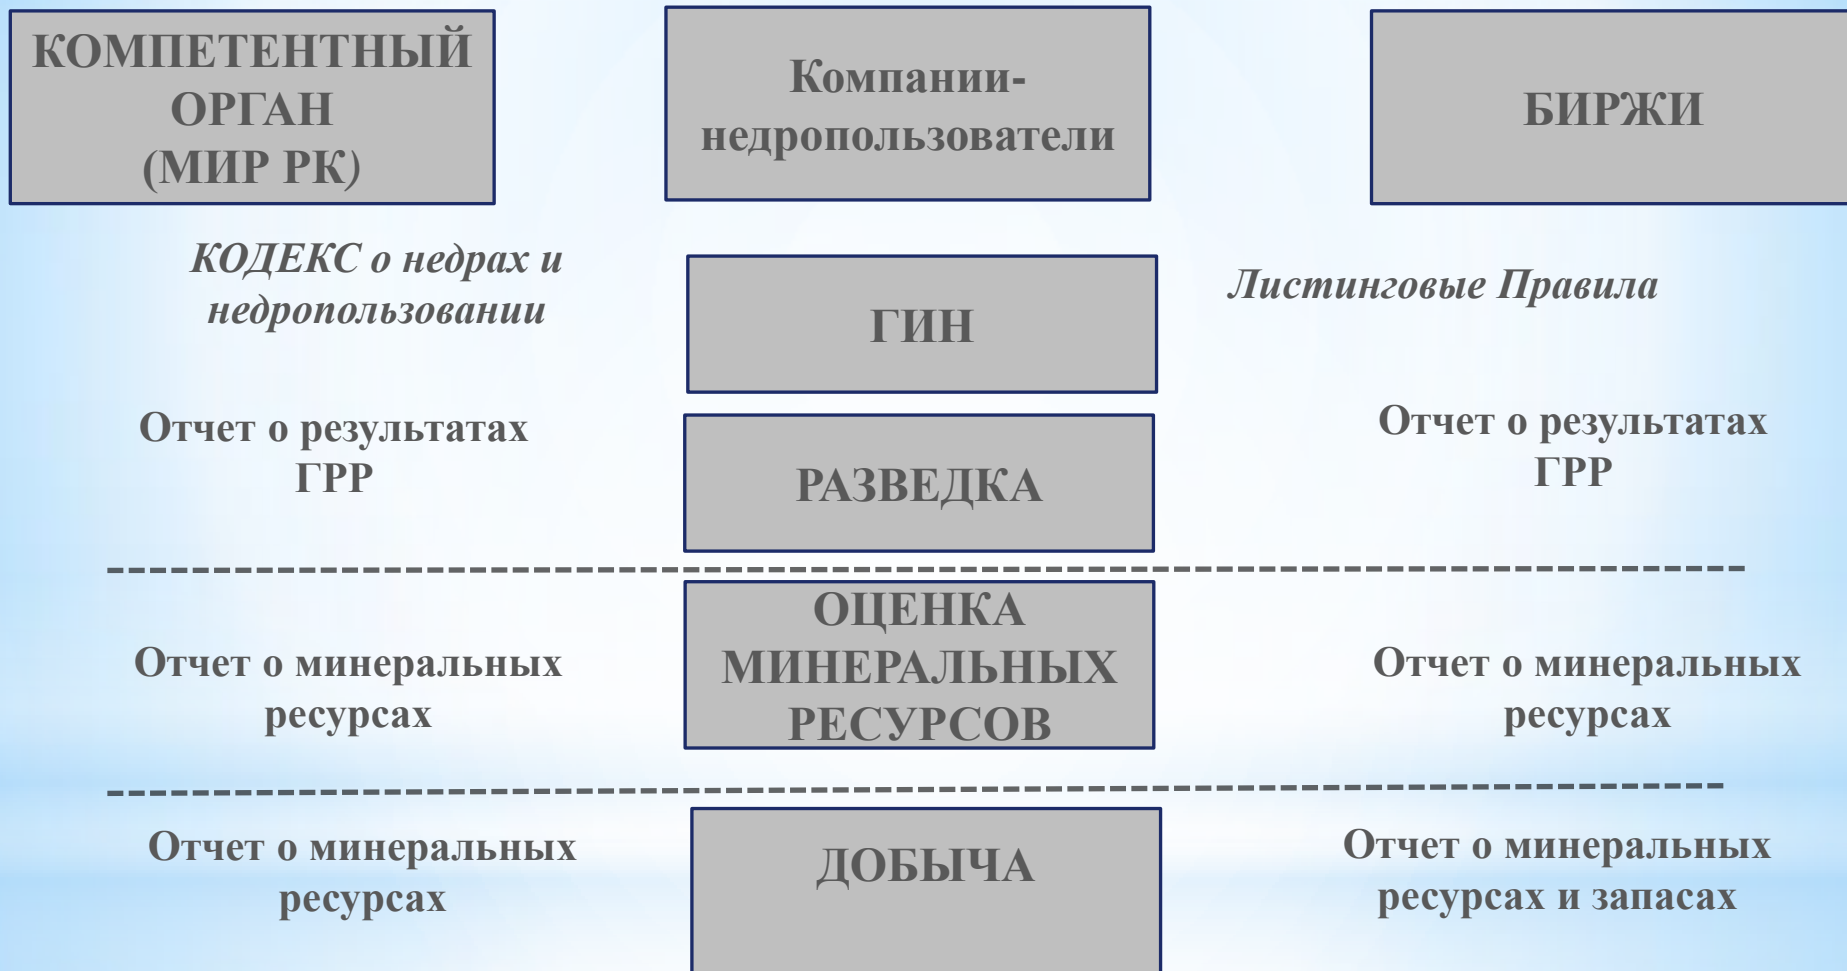 КОМПЕТЕНТНЫЙ
ОРГАН
(МИР РК)
Компании-
недропользователи
БИРЖИ
КОДЕКС о недрах и
недропользовании
ГИН
Листинговые Правила
Отчет о результатах
ГРР
РАЗВЕДКА
Отчет о результатах
ГРР
Отчет о минеральных
ресурсах
ОЦЕНКА
МИНЕРАЛЬНЫХ
РЕСУРСОВ
Отчет о минеральных
ресурсах
Отчет о минеральных
ресурсах
ДОБЫЧА
Отчет о минеральных
ресурсах и запасах